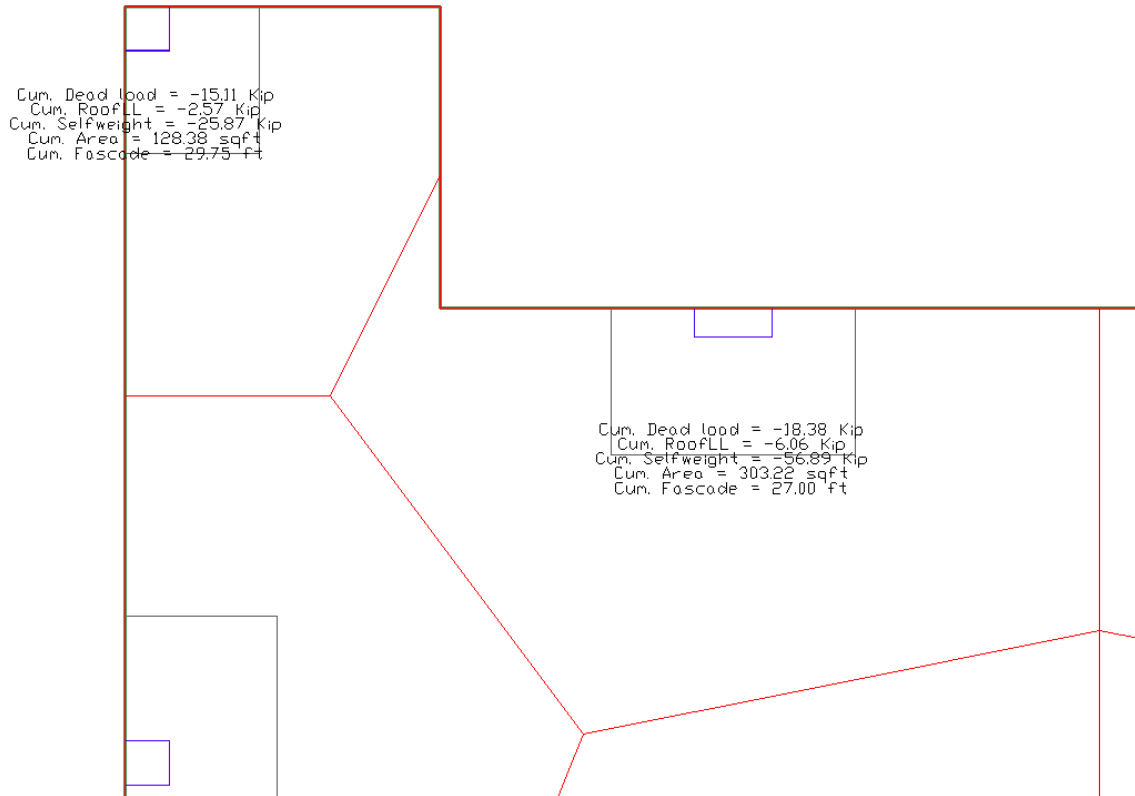 Cum. Dead load = -15.11 Kip
Cum. RoofLL = -2.57 Kip
Cum. Selfweight = -25.87 Kip
Cum. Area = 128.38 sqft
Cum. Fascade = 29.75 ft
Cum. Dead load = -18.38 Kip
Cum. RoofLL = -6.06 Kip
Cum. Selfweight = -56.89 Kip
Cum. Area = 303.22 sqft
Cum. Fascade = 27.00 ft